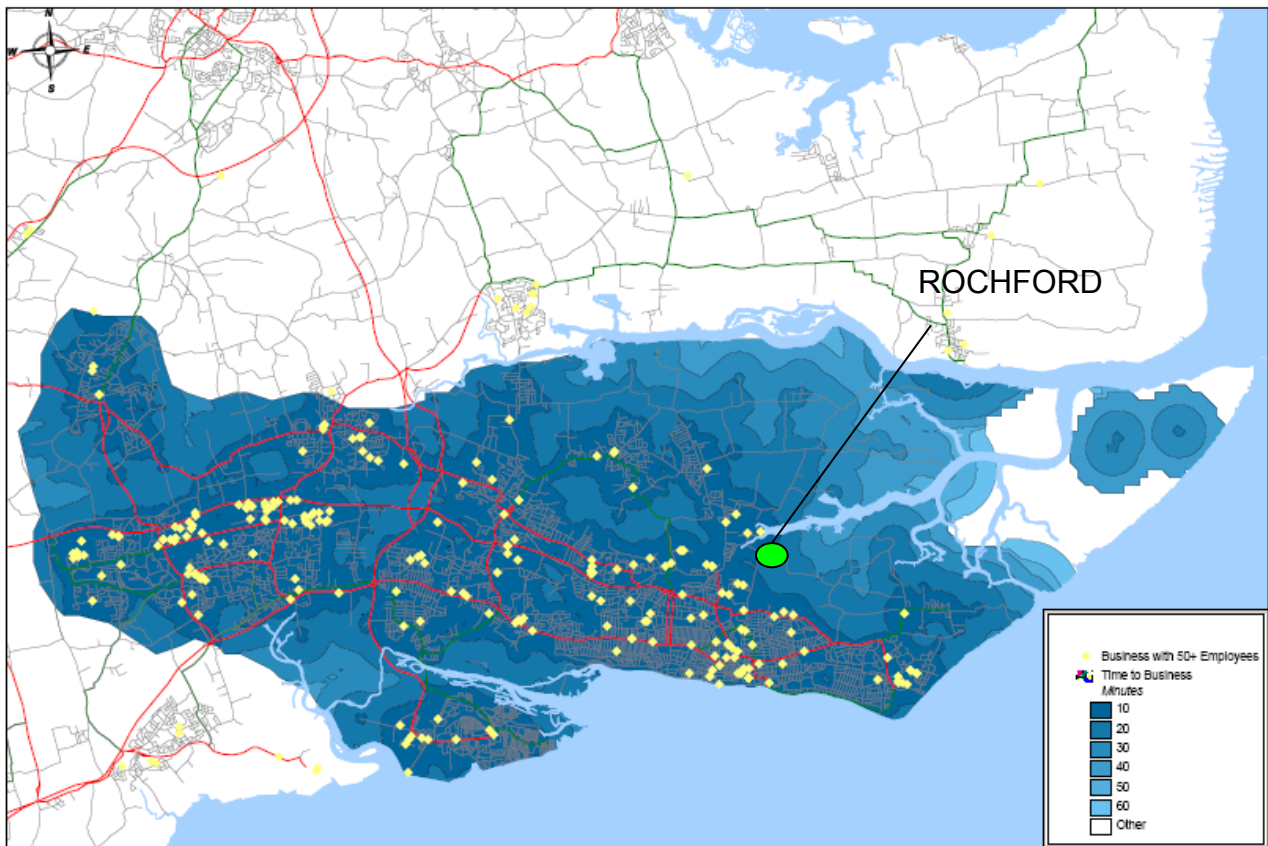 N
W E
S
ROCHFORD
Business with 50+ Employees
Time to Business
Minutes
10
20
30
40
50
60
Other